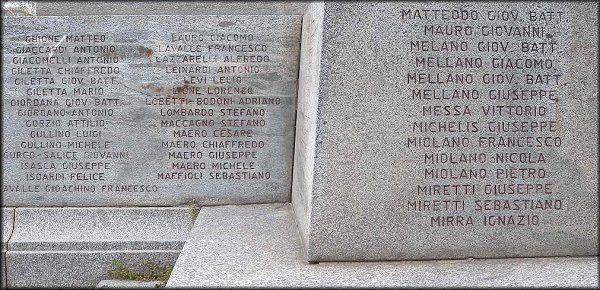 GHIONE MATTEO
GIACCARDI ANTONIO
GIACOMELLI ANTONIO
GILETTA CHIAFFREDO
GILETTA GIOV. BATT.
GILETTA MARIO
GIORDANA GIOV. BATT.
GIORDANO ANTONIO
GORZIO ATTILIO
GULLINO LUIGI
GULLINO MICHELE
GURGO-SALICE GIOVANNI
ISASCA GIUSEPPE
ISOARDI FELICE
AVALLE GIOACHINO FRANCESCO
LAURO GIACOMO
LAVALLE FRANCESCO
LAZZARELLI ALFREDO
LEINARDI ANTONIO
LEVI LELIO
LIONE LORENZO
LOBETTI-BODONI ADRIANO
LOMBARDO STEFANO
MACCAGNO STEFANO
MAERO CESARE
MAERO CHIAFFREDO
MAERO GIUSEPPE
MAERO MICHELE
MAFFIOLI SEBASTIANO
MATTEODO GIOV. BATT.
MAURO GIOVANNI
MELANO GIOV. BATT.
MELLANO GIACOMO
MELLANO GIOV. BATT.
MELLANO GIUSEPPE
MESSA VITTORIO
MICHELIS GIUSEPPE
MIOLANO FRANCESCO
MIOLANO NICOLA
MIOLANO PIETRO
MIRETTI GIUSEPPE
MIRETTI SEBASTIANO
MIRRA IGNAZIO